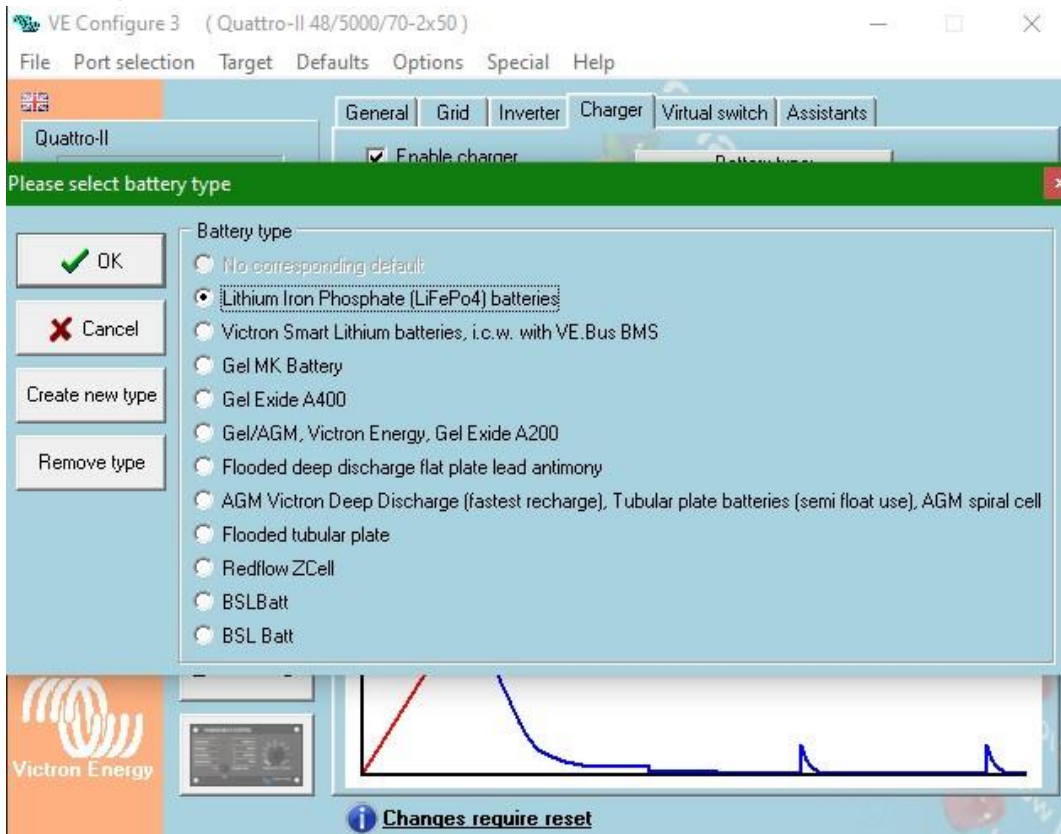 VE Configure 3 ( Quattro-II 48/5000/70-2x50 )
File Port selection Target Defaults Options Special Help
General Grid Inverter Charger Virtual switch Assistants
Quattro-II
Enable charger
Battery type:
Please select battery type
Battery type
OK
No corresponding default
Lithium Iron Phosphate (LiFePo4) batteries
Cancel
Victron Smart Lithium batteries, i.c.w. with VE.Bus BMS
Gel MK Battery
Create new type
Gel Exide A400
Gel/AGM, Victron Energy, Gel Exide A200
Remove type
Flooded deep discharge flat plate lead antimony
AGM Victron Deep Discharge (fastest recharge), Tubular plate batteries (semi float use), AGM spiral cell
Flooded tubular plate
Redflow ZCell
BSLBatt
BSL Batt
Victron Energy
Changes require reset